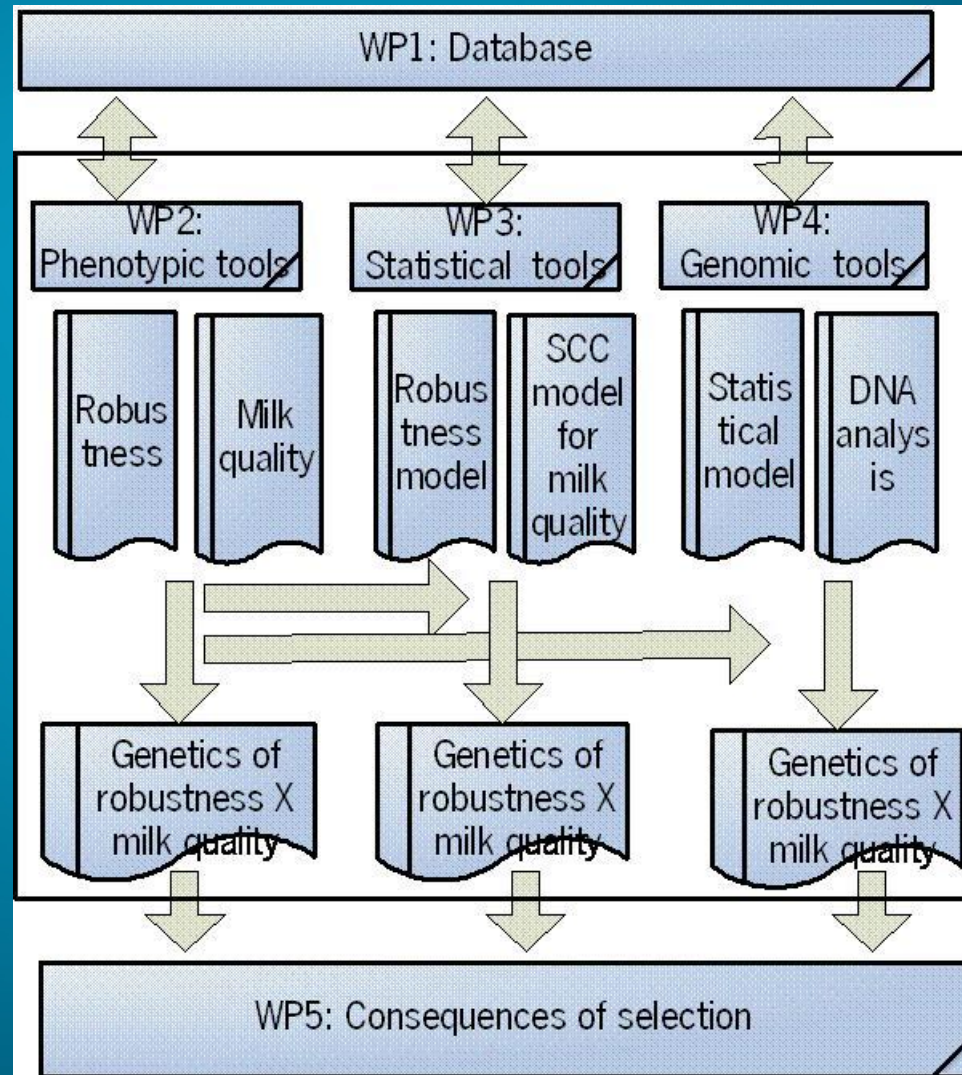 WP1: Database
WP2:
Phenotypic tools
WP3:
Statistical tools
WP4:
Genomic tools
Robus
tness
Milk
quality
Robus
tness
model
SCC
model
for
milk
quality
Statis
tical
model
DNA
analys
is
Genetics of
robustness X
milk quality
Genetics of
robustness X
milk quality
Genetics of
robustness X
milk quality
WP5: Consequences of selection